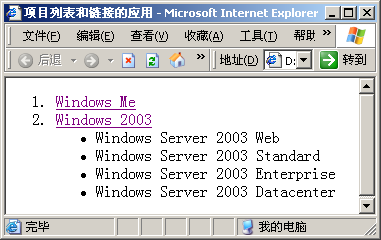 项目列表和链接的应用 - Microsoft Internet Explorer
文件(F) 编辑(E) 查看(V) 收藏(A) 工具(T) 帮助 »
后退 » 地址(D) D: 转到
1. Windows Me
2. Windows 2003
• Windows Server 2003 Web
• Windows Server 2003 Standard
• Windows Server 2003 Enterprise
• Windows Server 2003 Datacenter
完毕 我的电脑